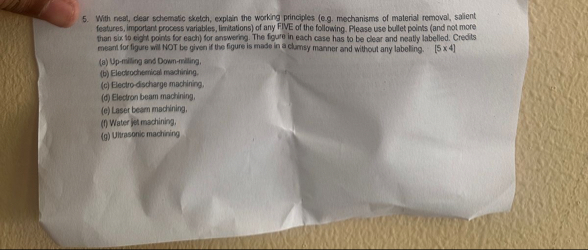 5. With neat, clear schematic sketch, explain the working principles (e.g. mechanisms of material removal, salient
features, important process variables, limitations) of any FIVE of the following. Please use bullet points (and not more
than six to eight points for each) for answering. The figure in each case has to be clear and neatly labelled. Credits
meant for figure will NOT be given if the figure is made in a clumsy manner and without any labelling. [5 x 4]
(a) Up-milling and Down-milling,
(b) Electrochemical machining,
(c) Electro-discharge machining,
(d) Electron beam machining,
(e) Laser beam machining,
(f) Water jet machining,
(g) Ultrasonic machining